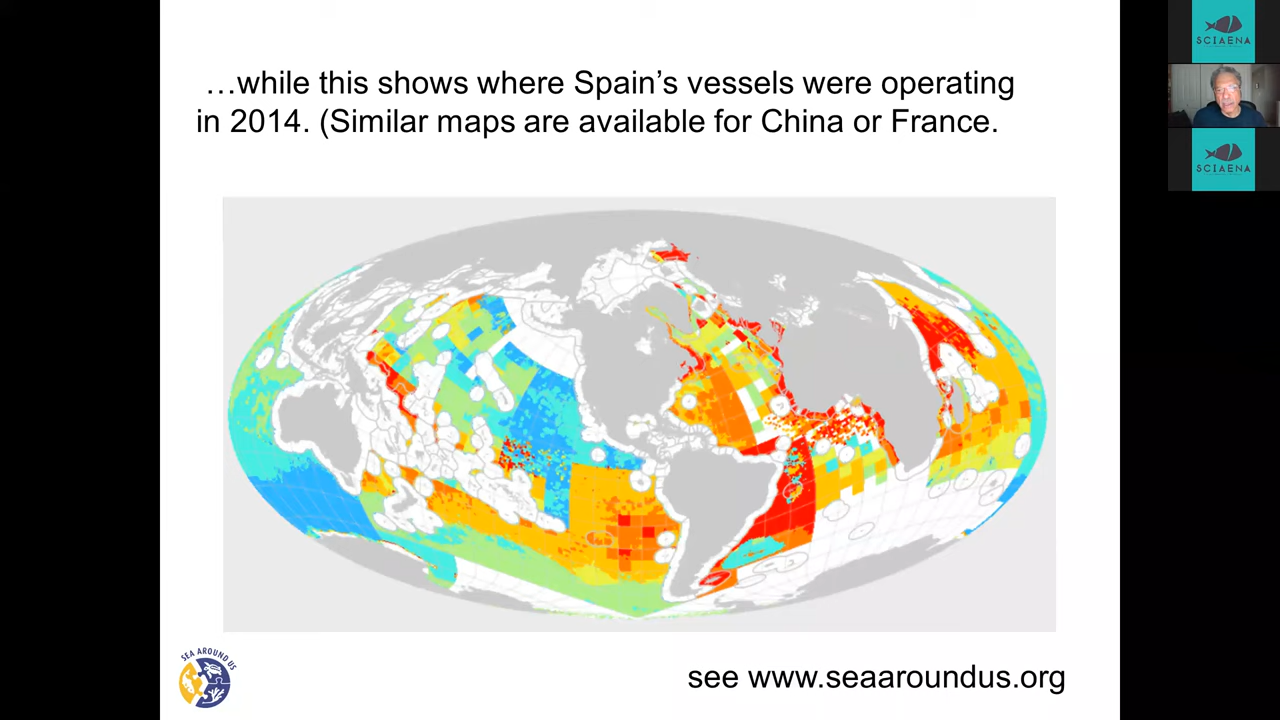 …while this shows where Spain’s vessels were operating
in 2014. (Similar maps are available for China or France.
SCIAENA
SCIAENA
SEA AROUND US
see www.seaaroundus.org